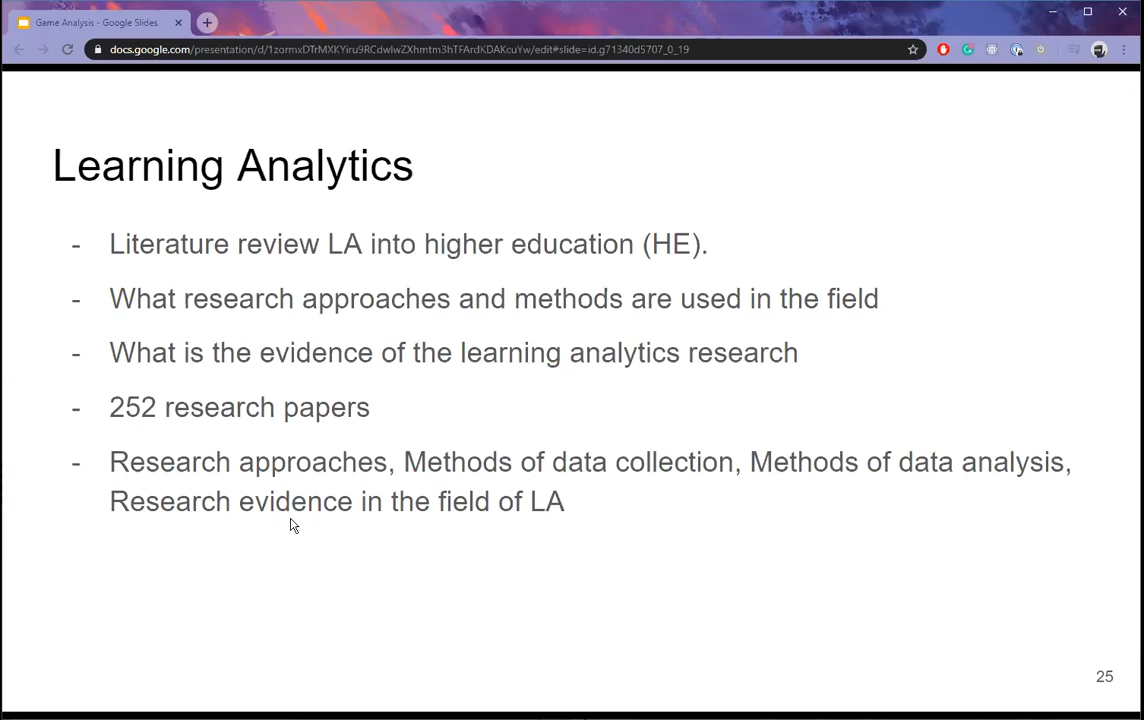 Game Analysis - Google Slides
docs.google.com/presentation/d/1zormxDTrMXKYiru9RCdwlwZXhmtm3hTFArdKDAKcuYw/edit#slide=id.g71340d5707_0_19
Learning Analytics
- Literature review LA into higher education (HE).
- What research approaches and methods are used in the field
- What is the evidence of the learning analytics research
- 252 research papers
- Research approaches, Methods of data collection, Methods of data analysis,
Research evidence in the field of LA
25